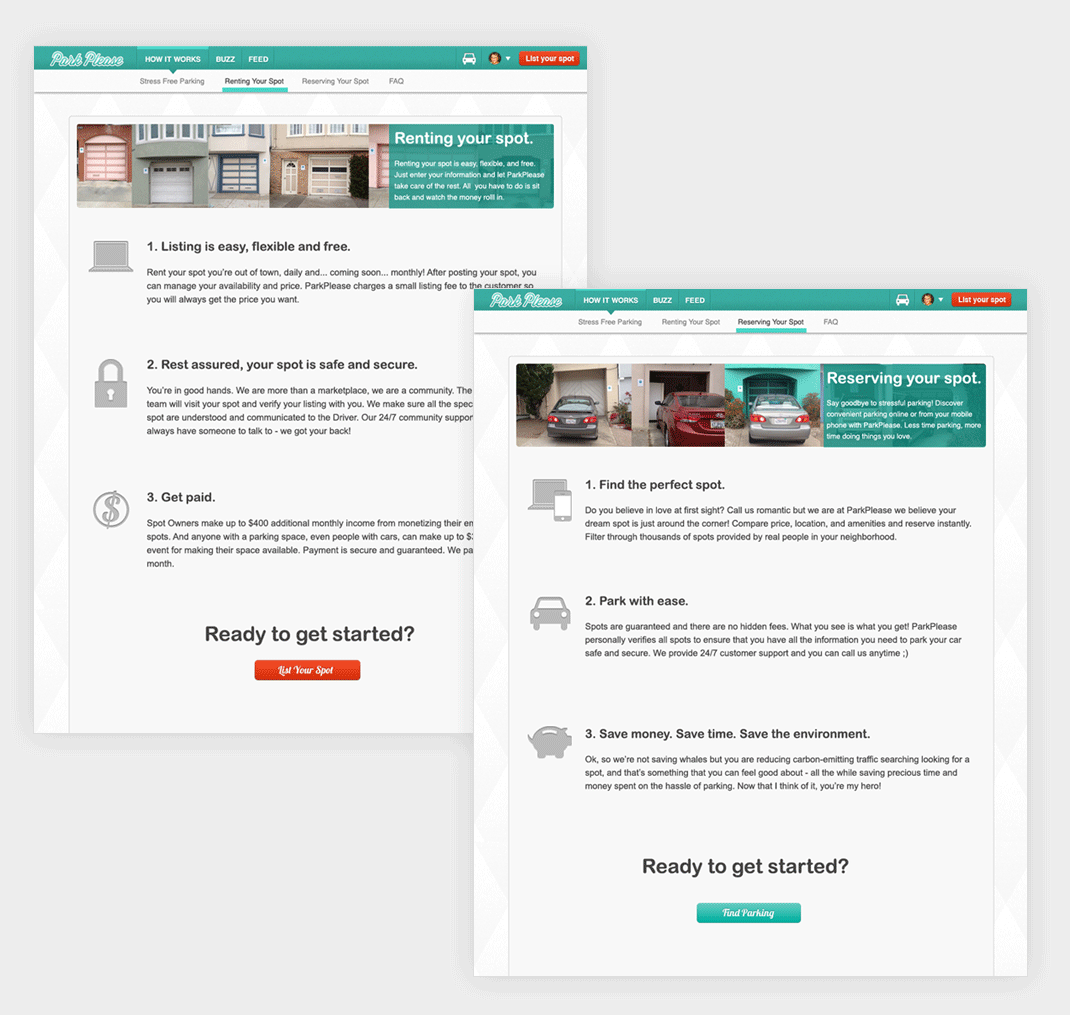 Park Please
HOW IT WORKS BUZZ FEED
List your spot
Stress Free Parking Renting Your Spot Reserving Your Spot FAQ
Renting your spot.
Renting your spot is easy, flexible, and free.
Just enter your information and let ParkPlease
take care of the rest. All you have to do is sit
back and watch the money rolll in.
1. Listing is easy, flexible and free.
Rent your spot you're out of town, daily and... coming soon... monthly! After posting your spot, you
can manage your availability and price. ParkPlease charges a small listing fee to the customer so
you will always get the price you want.
2. Rest assured, your spot is safe and secure.
You're in good hands. We are more than a marketplace, we are a community. The
team will visit your spot and verify your listing with you. We make sure all the spec
spot are understood and communicated to the Driver. Our 24/7 community suppor
always have someone to talk to - we got your back!
3. Get paid.
Spot Owners make up to $400 additional monthly income from monetizing their
spots. And anyone with a parking space, even people with cars, can make up to
event for making their space available. Payment is secure and guaranteed. We pa
month.
Ready to get started?
List Your Spot
Park Please
HOW IT WORKS BUZZ FEED
List your spot
Stress Free Parking Renting Your Spot Reserving Your Spot FAQ
Reserving your spot.
Say goodbye to stressful parking! Discover
convenient parking online or from your mobile
phone with ParkPlease. Less time parking, more
time doing things you love.
1. Find the perfect spot.
Do you believe in love at first sight? Call us romantic but we are at ParkPlease we believe your
dream spot is just around the corner! Compare price, location, and amenities and reserve instantly.
Filter through thousands of spots provided by real people in your neighborhood.
2. Park with ease.
Spots are guaranteed and there are no hidden fees. What you see is what you get! ParkPlease
personally verifies all spots to ensure that you have all the information you need to park your car
safe and secure. We provide 24/7 customer support and you can call us anytime ;)
3. Save money. Save time. Save the environment.
Ok, so we're not saving whales but you are reducing carbon-emitting traffic searching looking for a
spot, and that's something that you can feel good about - all the while saving precious time and
money spent on the hassle of parking. Now that I think of it, you're my hero!
Ready to get started?
Find Parking